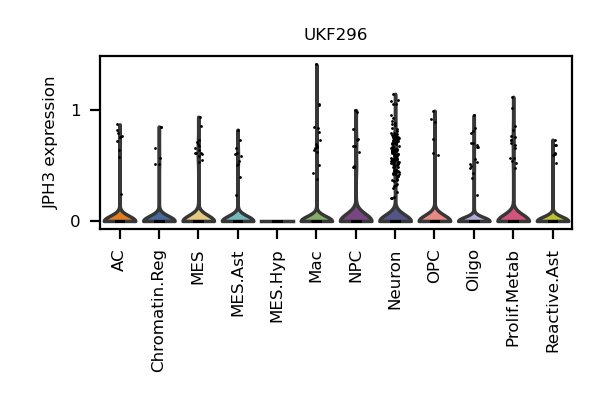 UKF296
JPH3 expression
1
0
AC
Chromatin.Reg
MES
MES.Ast
MES.Hyp
Mac
NPC
Neuron
OPC
Oligo
Prolif.Metab
Reactive.Ast